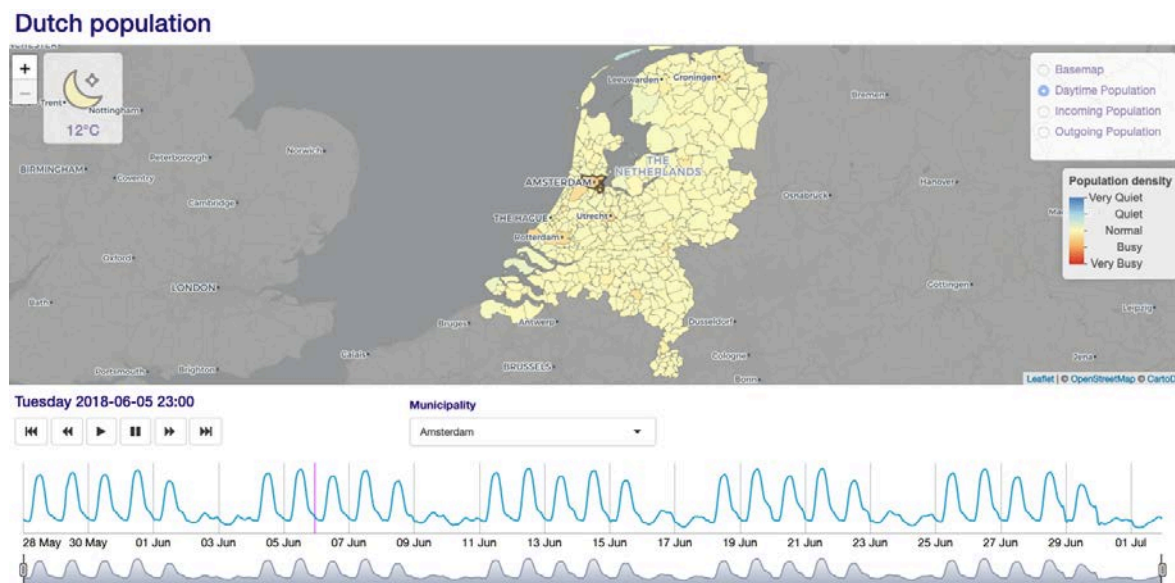 Dutch population
+
−
12°C
Trent
Nottingham
BIRMINGHAM
Coventry
Peterborough
Norwich
Cambridge
Oxford
LONDON
Bath
Portsmouth
Brighton
Calais
Bruges
Antwerp
BRUSSELS
Leeuwarden
Groningen
AMSTERDAM
THE
NETHERLANDS
THE HAGUE
Utrecht
Rotterdam
Bremen
Osnabruck
Hanover
Gottingen
Leipzig
Dusseldorf
Cologne
Bonn
Jena
Basemap
Daytime Population
Incoming Population
Outgoing Population
Population density
Very Quiet
Quiet
Normal
Busy
Very Busy
Leaflet | © OpenStreetMap © CartoD
Tuesday 2018-06-05 23:00
Municipality
Amsterdam
28 May 30 May 01 Jun 03 Jun 05 Jun 07 Jun 09 Jun 11 Jun 13 Jun 15 Jun 17 Jun 19 Jun 21 Jun 23 Jun 25 Jun 27 Jun 29 Jun 01 Jul